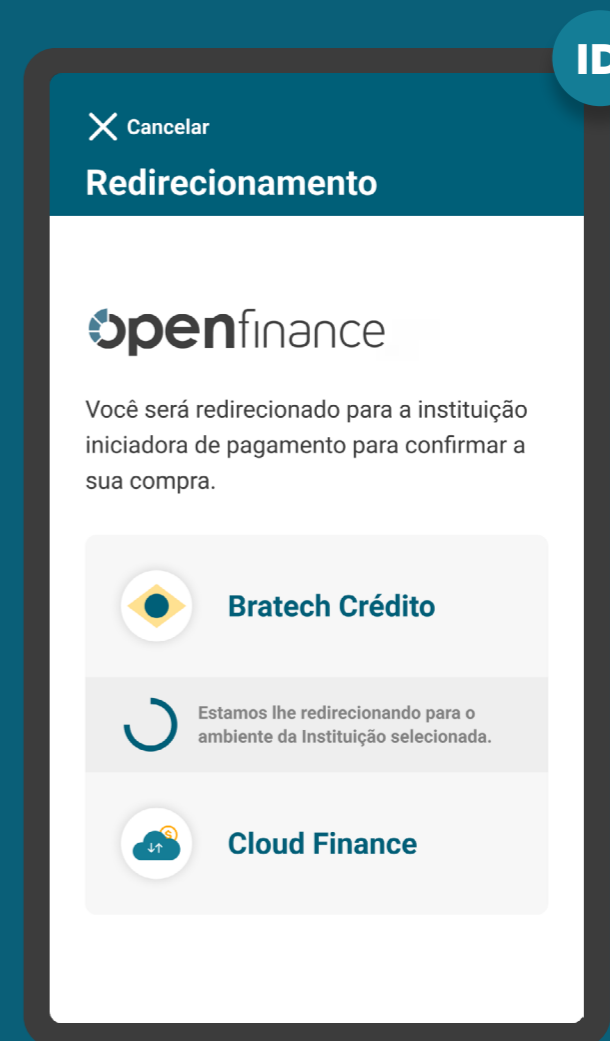 ID
Cancelar
Redirecionamento
openfinance
Você será redirecionado para a instituição
iniciadora de pagamento para confirmar a
sua compra.
Bratech Crédito
Estamos lhe redirecionando para o
ambiente da Instituição selecionada.
$
Cloud Finance